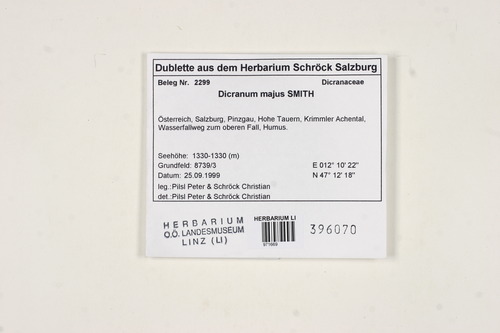 Dublette aus dem Herbarium Schröck Salzburg
Beleg Nr. 2299 Dicranaceae
Dicranum majus SMITH
Österreich, Salzburg, Pinzgau, Hohe Tauern, Krimmler Achental,
Wasserfallweg zum oberen Fall, Humus.
Seehöhe: 1330-1330 (m)
Grundfeld: 8739/3 E 012° 10' 22"
Datum: 25.09.1999 N 47° 12' 18"
leg.:Pilsl Peter & Schröck Christian
det.:Pilsl Peter & Schröck Christian
HERBARIUM
O.Ö. LANDESMUSEUM
LINZ (LI)
HERBARIUM LI
971669
396070